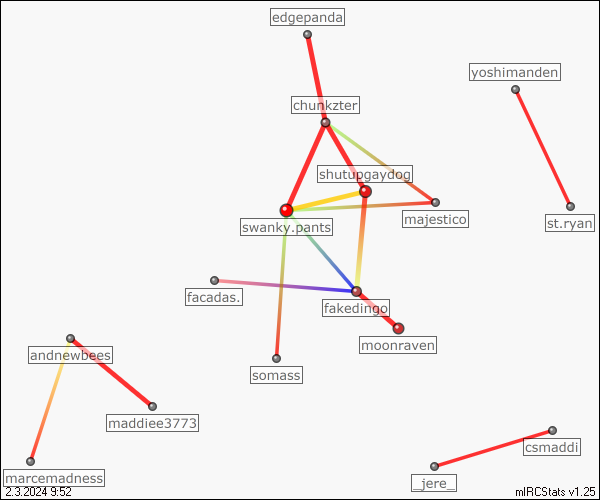 edgepanda
yoshimanden
chunkzter
shutupgaydog
majestico
st.ryan
swanky.pants
facadas.
fakedingo
moonraven
andnewbees
somass
maddiee3773
csmaddi
marcemadness
_jere_
2.3.2024 9:52
mIRCStats v1.25